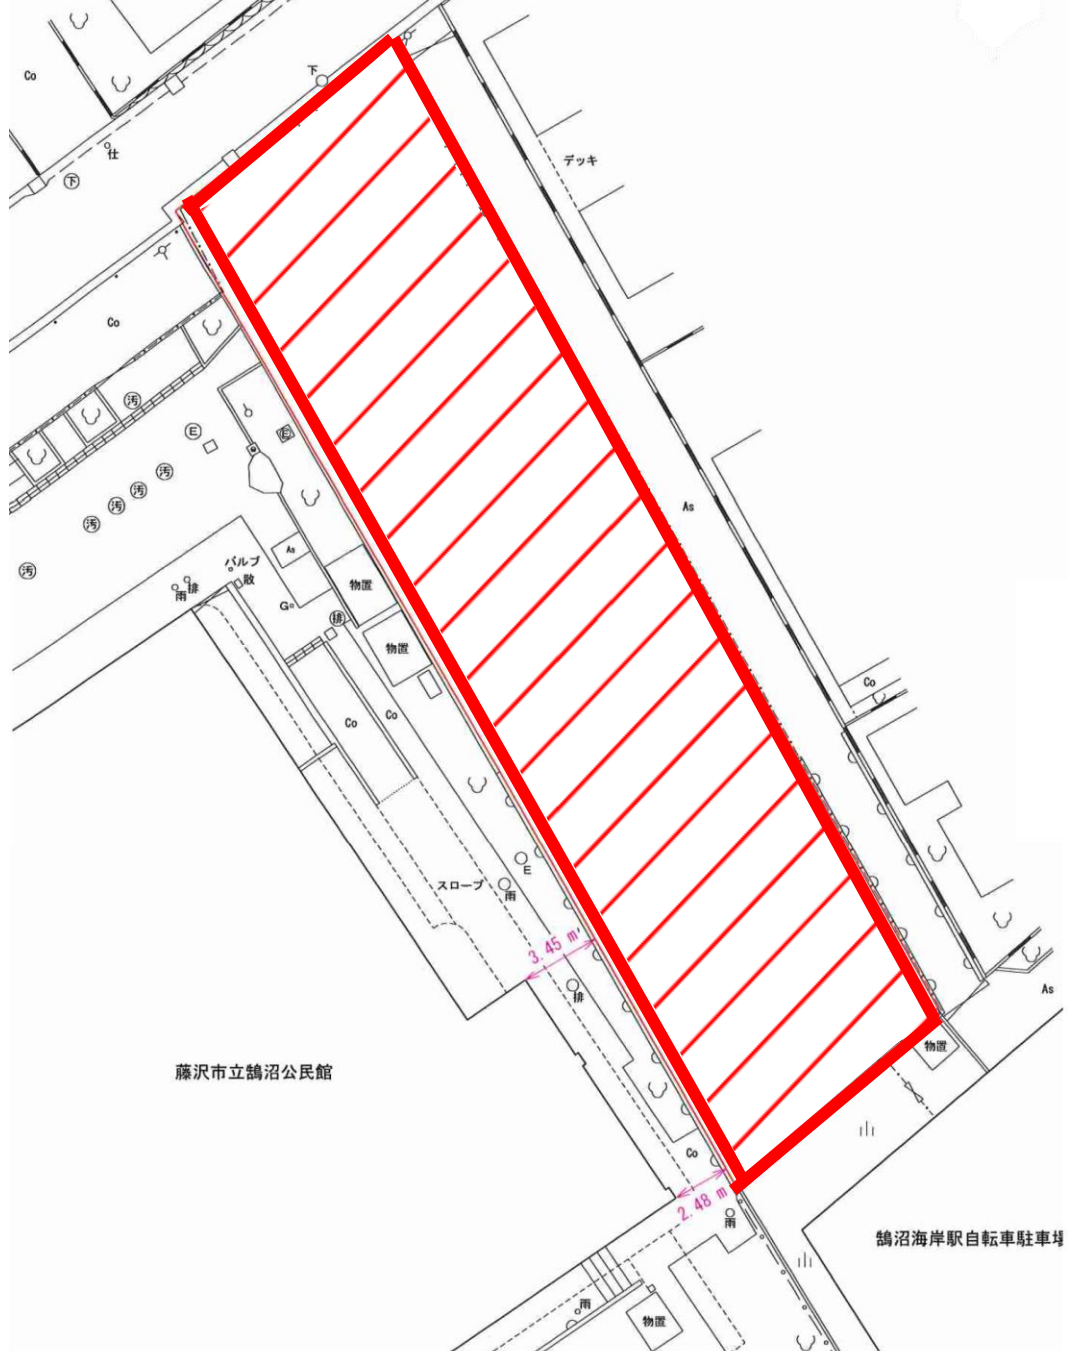 Co
下
仕
下
デッキ
Co
汚
E
汚
汚
汚
汚
汚
As
As
バルブ
散
排
雨
G
排
物置
物置
Co
Co
Co
スローブ
E
雨
3.45 m
排
As
物置
藤沢市立鵠沼公民館
Co
2.48 m
雨
鵠沼海岸駅自転車駐車場
雨
物置